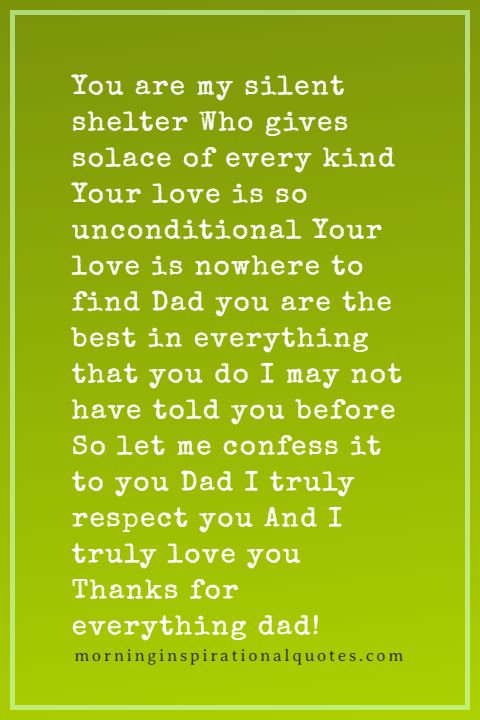 You are my silent
shelter Who gives
solace of every kind
Your love is so
unconditional Your
love is nowhere to
find Dad you are the
best in everything
that you do I may not
have told you before
So let me confess it
to you Dad I truly
respect you And I
truly love you
Thanks for
everything dad!
morninginspirationalquotes.com